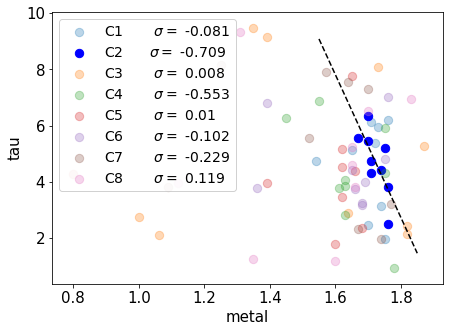 10
8
6
4
2
tau
C1 σ = -0.081
C2 σ = -0.709
C3 σ = 0.008
C4 σ = -0.553
C5 σ = 0.01
C6 σ = -0.102
C7 σ = -0.229
C8 σ = 0.119
0.8 1.0 1.2 1.4 1.6 1.8
metal